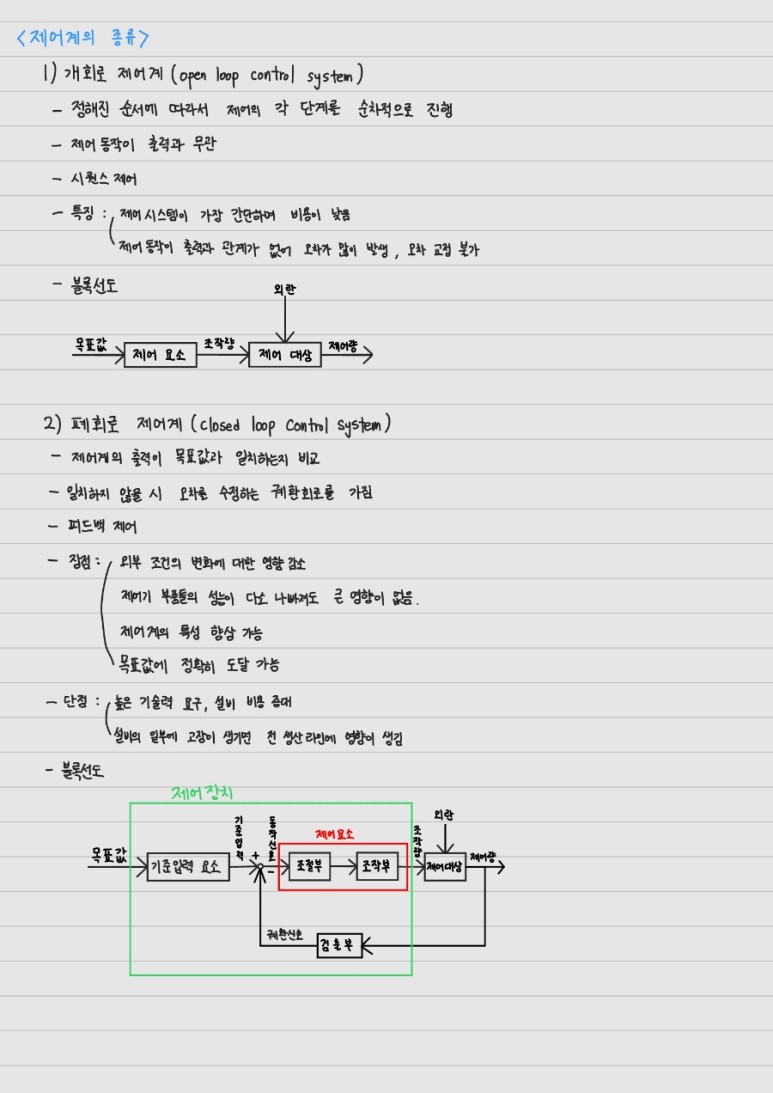 <제어계의 종류>
1) 개회로 제어계 (open loop control system)
- 정해진 순서에 따라서 제어의 각 단계를 순차적으로 진행
- 제어 동작이 출력과 무관
- 시퀀스 제어
- 특징 : 제어 시스템이 가장 간단하며 비용이 낮음
제어 동작이 출력과 관계가 없어 오차가 많이 발생, 오차 교정 불가
- 블록선도
외란
목표값 제어 요소 조작량 제어 대상 제어량
2) 폐회로 제어계 (closed loop control system)
- 제어계의 출력이 목표값과 일치하는지 비교
- 일치하지 않을 시 오차를 수정하는 궤환회로를 가짐
- 피드백 제어
- 장점 : 외부 조건의 변화에 대한 영향 감소
제어기 부품들의 성능이 다소 나빠져도 큰 영향이 없음.
제어계의 특성 향상 가능
목표값에 정확히 도달 가능
- 단점 : 높은 기술력 요구, 설비 비용 증대
설비의 일부에 고장이 생기면 전 생산라인에 영향이 생김
- 블록선도
제어 장치
목표값 기준 입력 요소 기준입력 + - 동작신호 제어요소 조절부 조작부 조작량 외란 제어대상 제어량
궤환신호 검출부